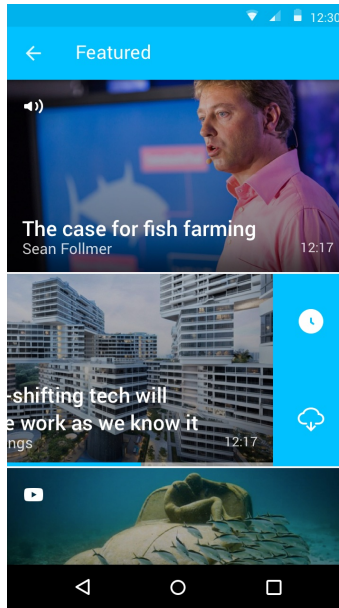 12:30
Featured
The case for fish farming
Sean Follmer
12:17
-shifting tech will
e work as we know it
ngs
12:17